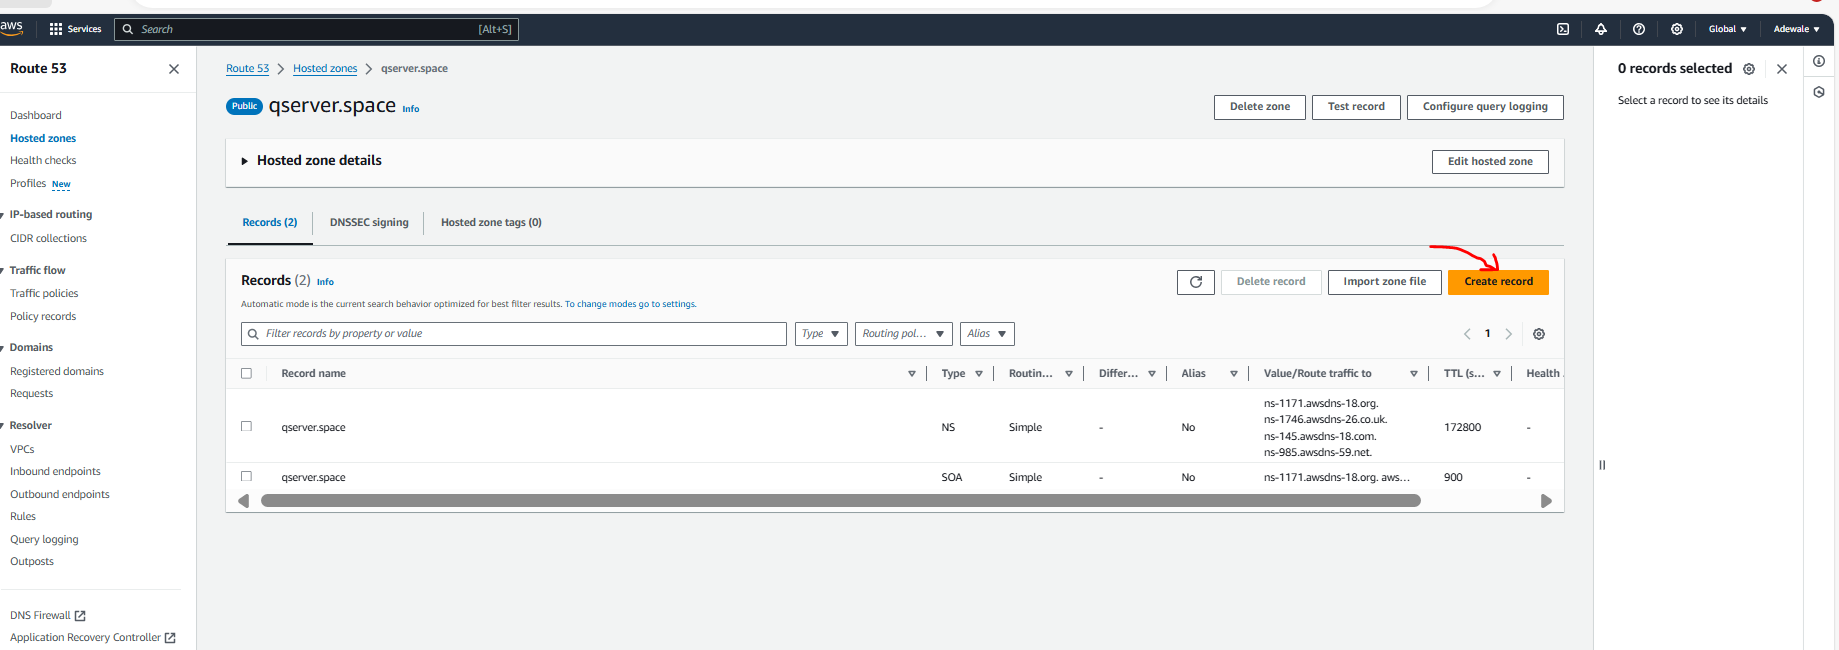 aws
Services
Search
[Alt+S]
Global
Adewale
Route 53
Dashboard
Hosted zones
Health checks
Profiles New
IP-based routing
CIDR collections
Traffic flow
Traffic policies
Policy records
Domains
Registered domains
Requests
Resolver
VPCs
Inbound endpoints
Outbound endpoints
Rules
Query logging
Outposts
DNS Firewall
Application Recovery Controller
Route 53 > Hosted zones > qserver.space
Public qserver.space Info
Delete zone
Test record
Configure query logging
Hosted zone details
Edit hosted zone
Records (2)
DNSSEC signing
Hosted zone tags (0)
Records (2) Info
Delete record
Import zone file
Create record
Automatic mode is the current search behavior optimized for best filter results. To change modes go to settings.
Filter records by property or value
Type
Routing pol...
Alias
1
Record name Type Routin... Differ... Alias Value/Route traffic to TTL (s... Health
qserver.space NS Simple - No ns-1171.awsdns-18.org.
ns-1746.awsdns-26.co.uk.
ns-145.awsdns-18.com.
ns-985.awsdns-59.net.
172800 -
qserver.space SOA Simple - No ns-1171.awsdns-18.org. aws... 900 -
0 records selected
Select a record to see its details